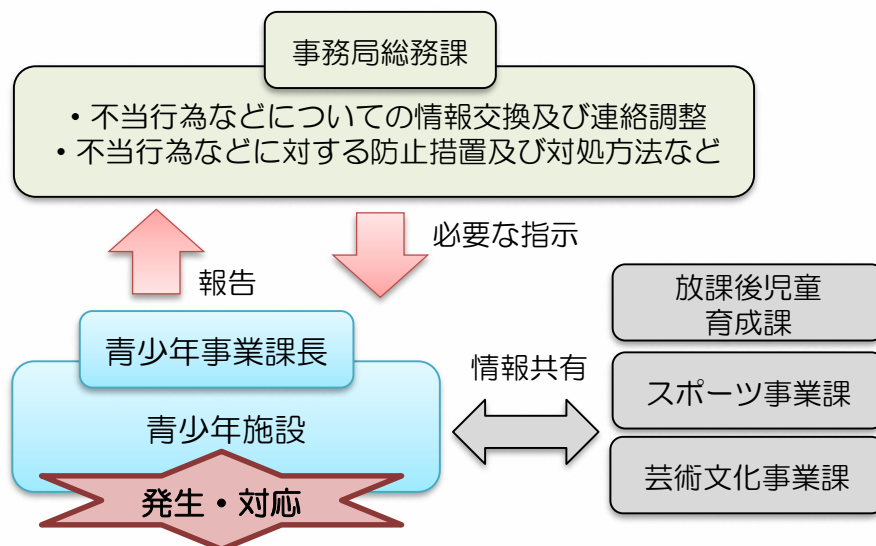 事務局総務課
・不当行為などについての情報交換及び連絡調整
・不当行為などに対する防止措置及び対処方法など
報告
必要な指示
青少年事業課長
青少年施設
発生・対応
情報共有
放課後児童
育成課
スポーツ事業課
芸術文化事業課